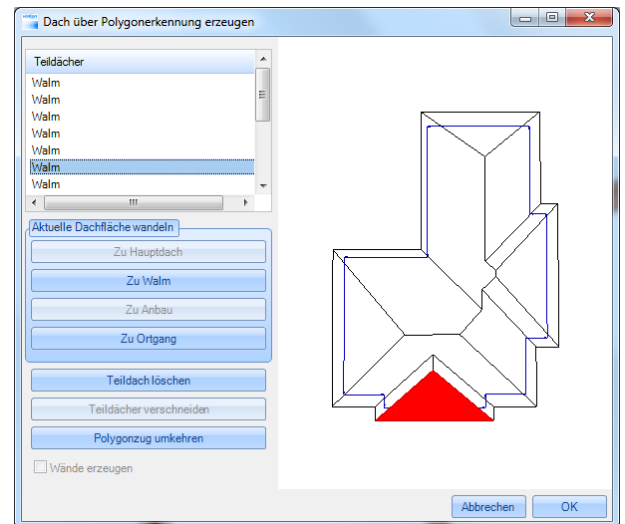 Dach über Polygonerkennung erzeugen
Teildächer
Walm
Walm
Walm
Walm
Walm
Walm
Walm
Aktuelle Dachfläche wandeln
Zu Hauptdach
Zu Walm
Zu Anbau
Zu Ortgang
Teildach löschen
Teildächer verschneiden
Polygonzug umkehren
Wände erzeugen
Abbrechen
OK